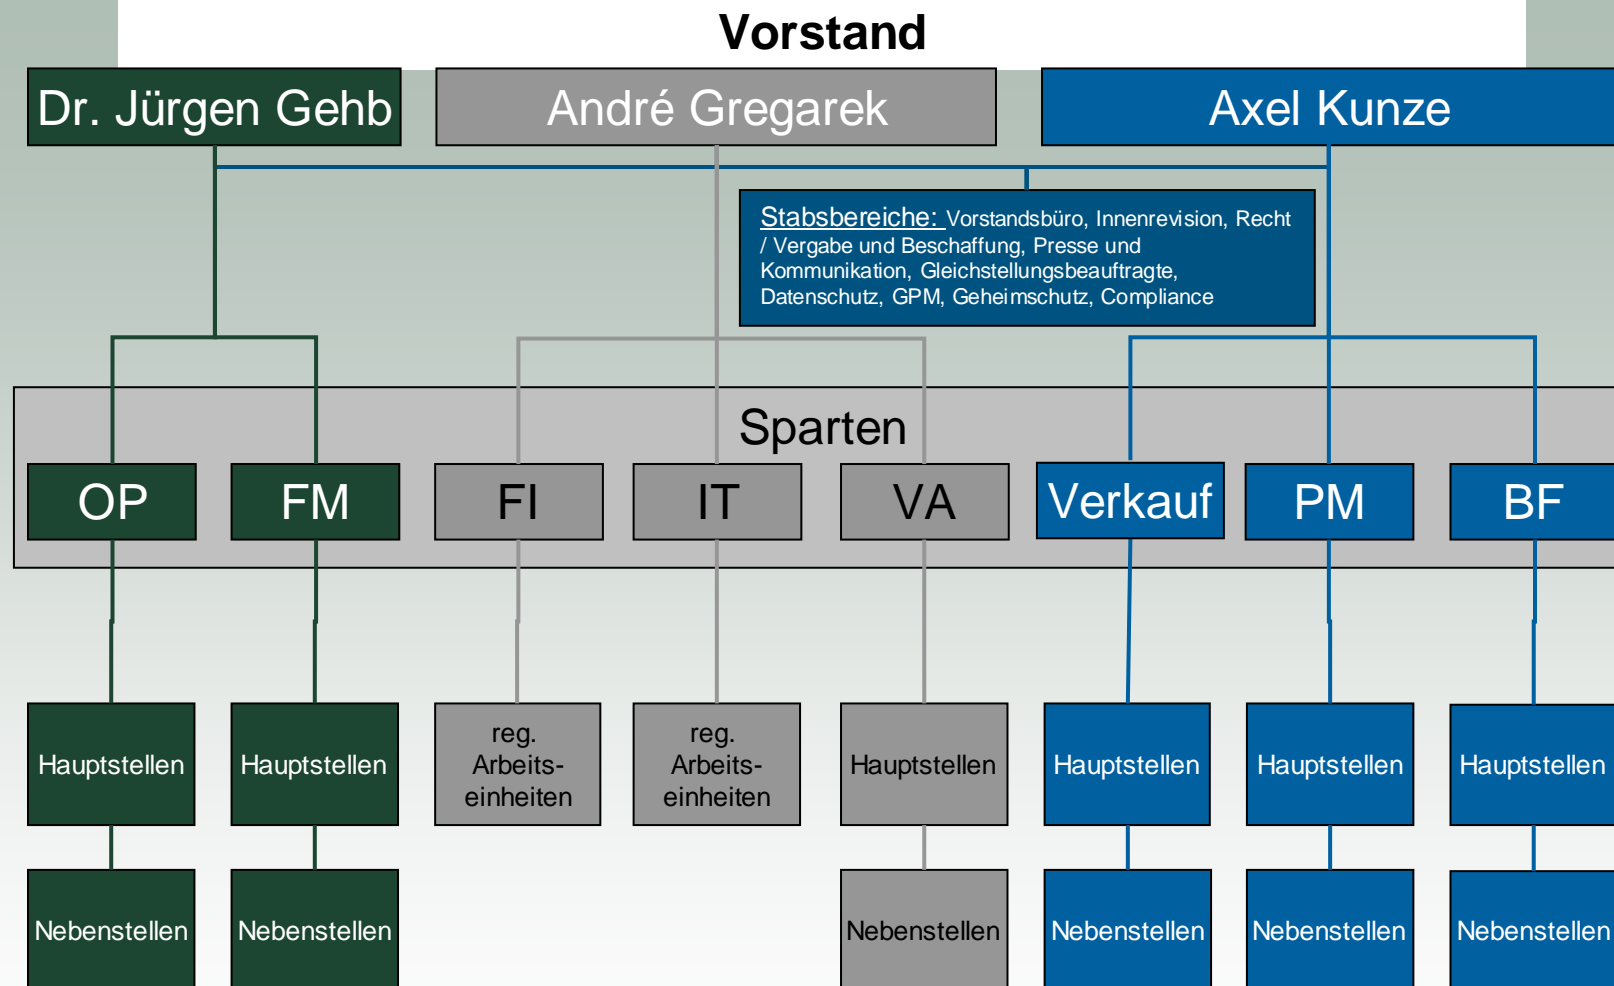 Vorstand
Dr. Jürgen Gehb
André Gregarek
Axel Kunze
Stabsbereiche: Vorstandsbüro, Innenrevision, Recht
/ Vergabe und Beschaffung, Presse und
Kommunikation, Gleichstellungsbeauftragte,
Datenschutz, GPM, Geheimschutz, Compliance
Sparten
OP
FM
FI
IT
VA
Verkauf
PM
BF
Hauptstellen
Hauptstellen
reg.
Arbeits-
einheiten
reg.
Arbeits-
einheiten
Hauptstellen
Hauptstellen
Hauptstellen
Hauptstellen
Nebenstellen
Nebenstellen
Nebenstellen
Nebenstellen
Nebenstellen
Nebenstellen